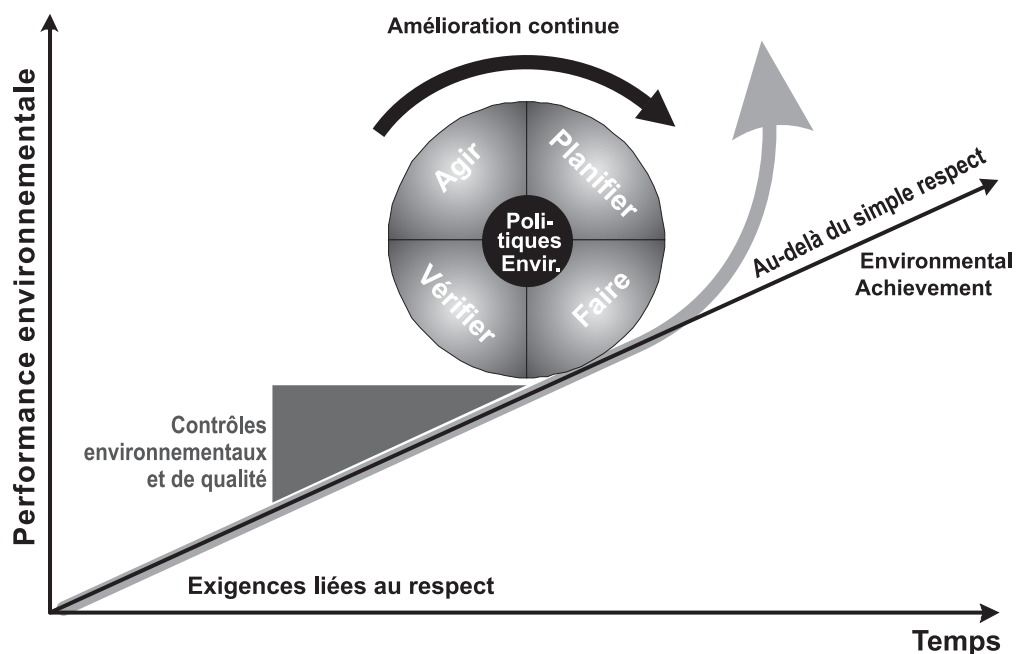 Amélioration continue
Performance environnementale
Agir
Planifier
Poli-
tiques
Envir.
Vérifier
Faire
Au-delà du simple respect
Environmental
Achievement
Contrôles
environnementaux
et de qualité
Exigences liées au respect
Temps